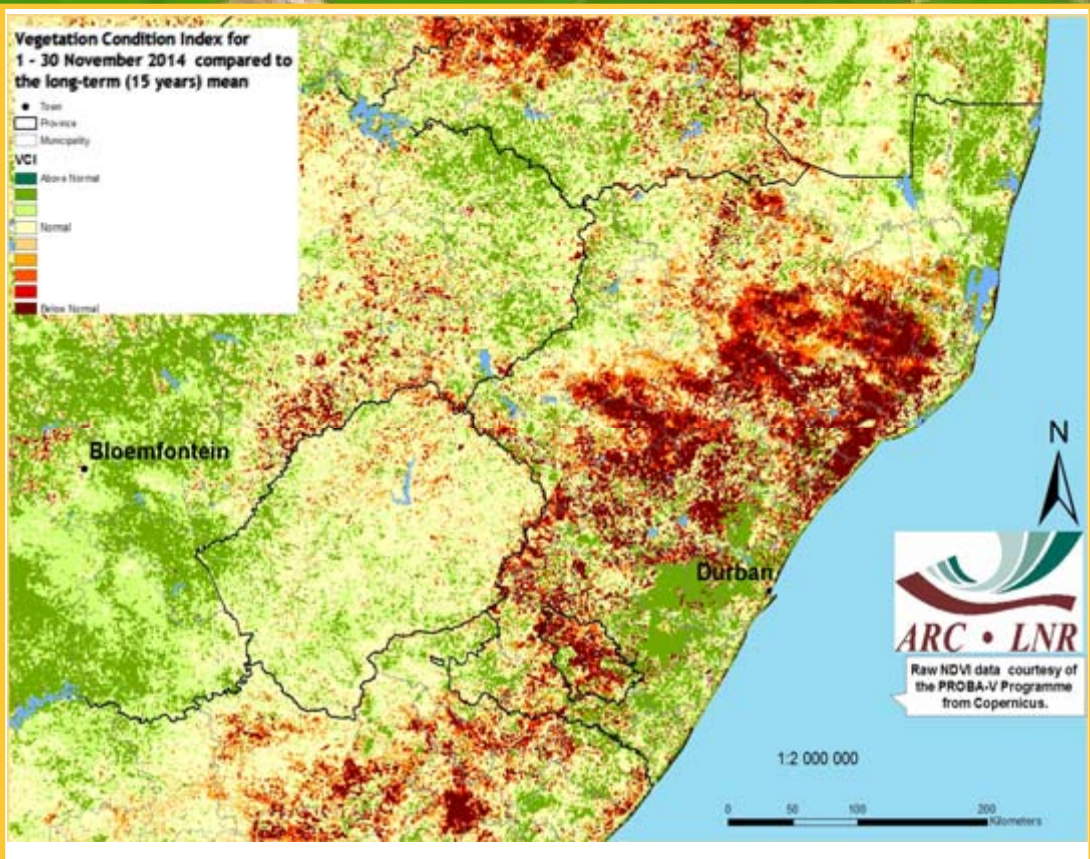 Vegetation Condition Index for
1 - 30 November 2014 compared to
the long-term (15 years) mean
Town
Province
Municipality
VCI
Above Normal
Normal
Below Normal
Bloemfontein
Durban
N
ARC • LNR
Raw NDVI data courtesy of
the PROBA-V Programme
from Copernicus.
1:2 000 000
0 50 100 200
Kilometers